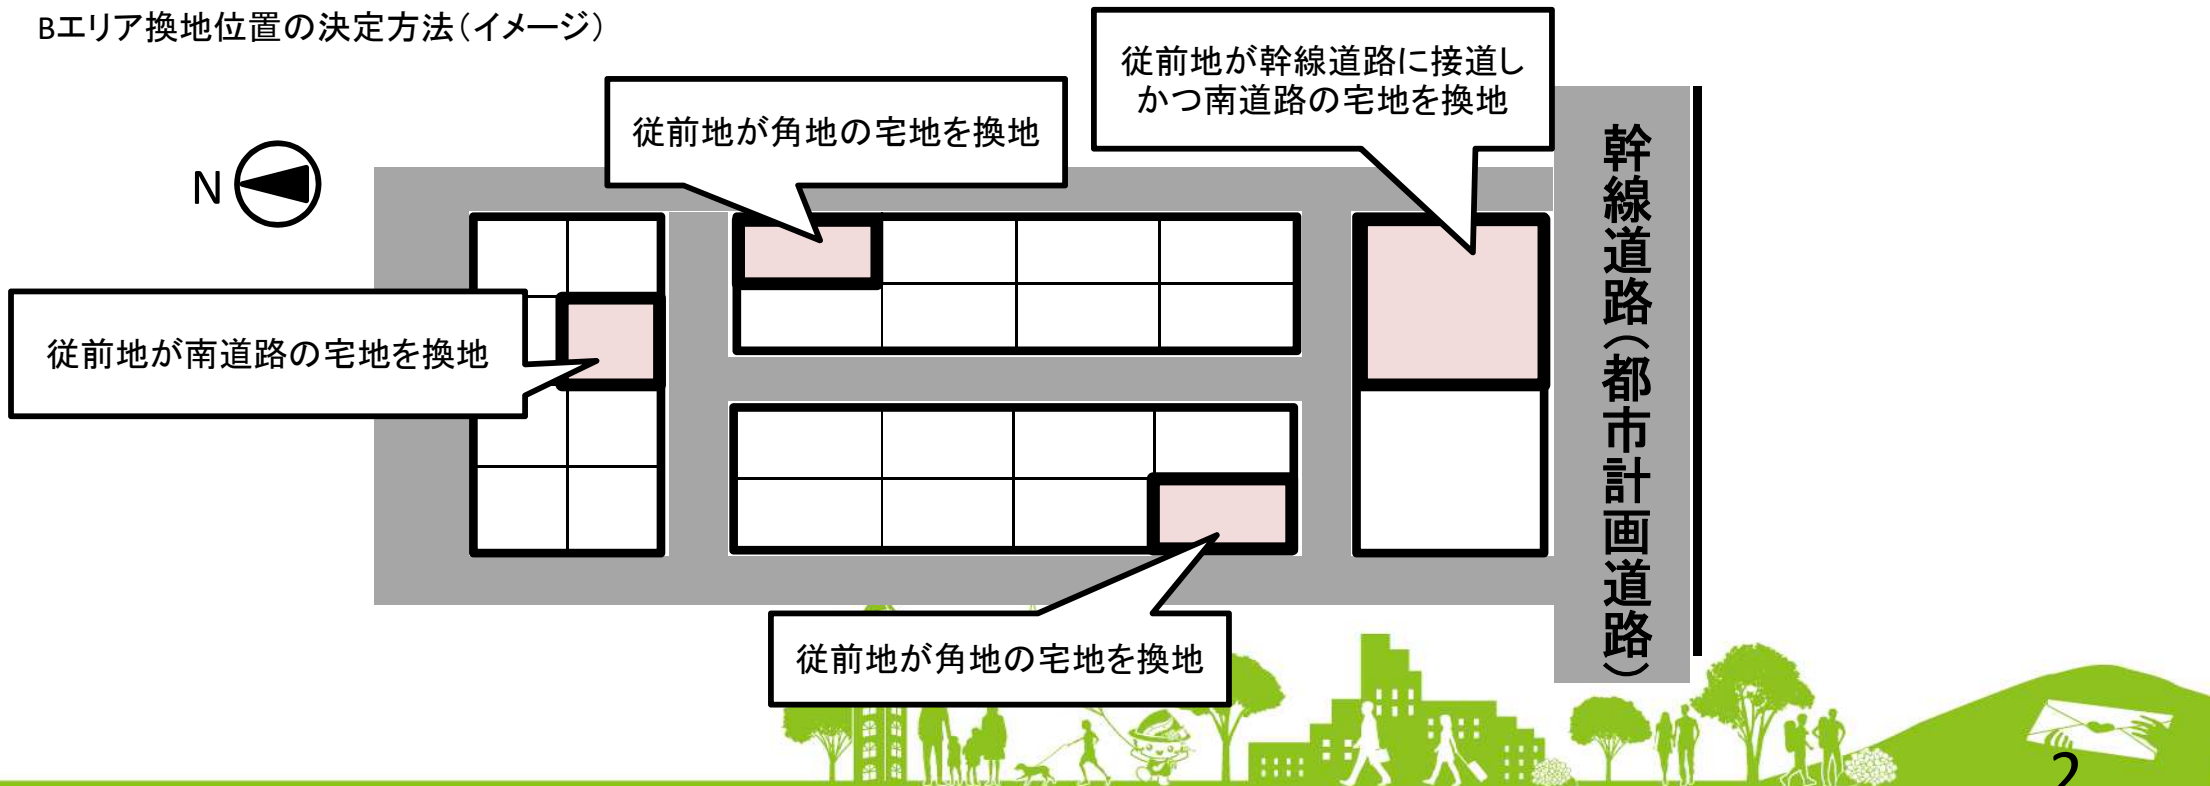 Bエリア換地位置の決定方法（イメージ）
従前地が幹線道路に接道し
かつ南道路の宅地を換地
従前地が角地の宅地を換地
N
幹線道路（都市計画道路）
従前地が南道路の宅地を換地
従前地が角地の宅地を換地
2